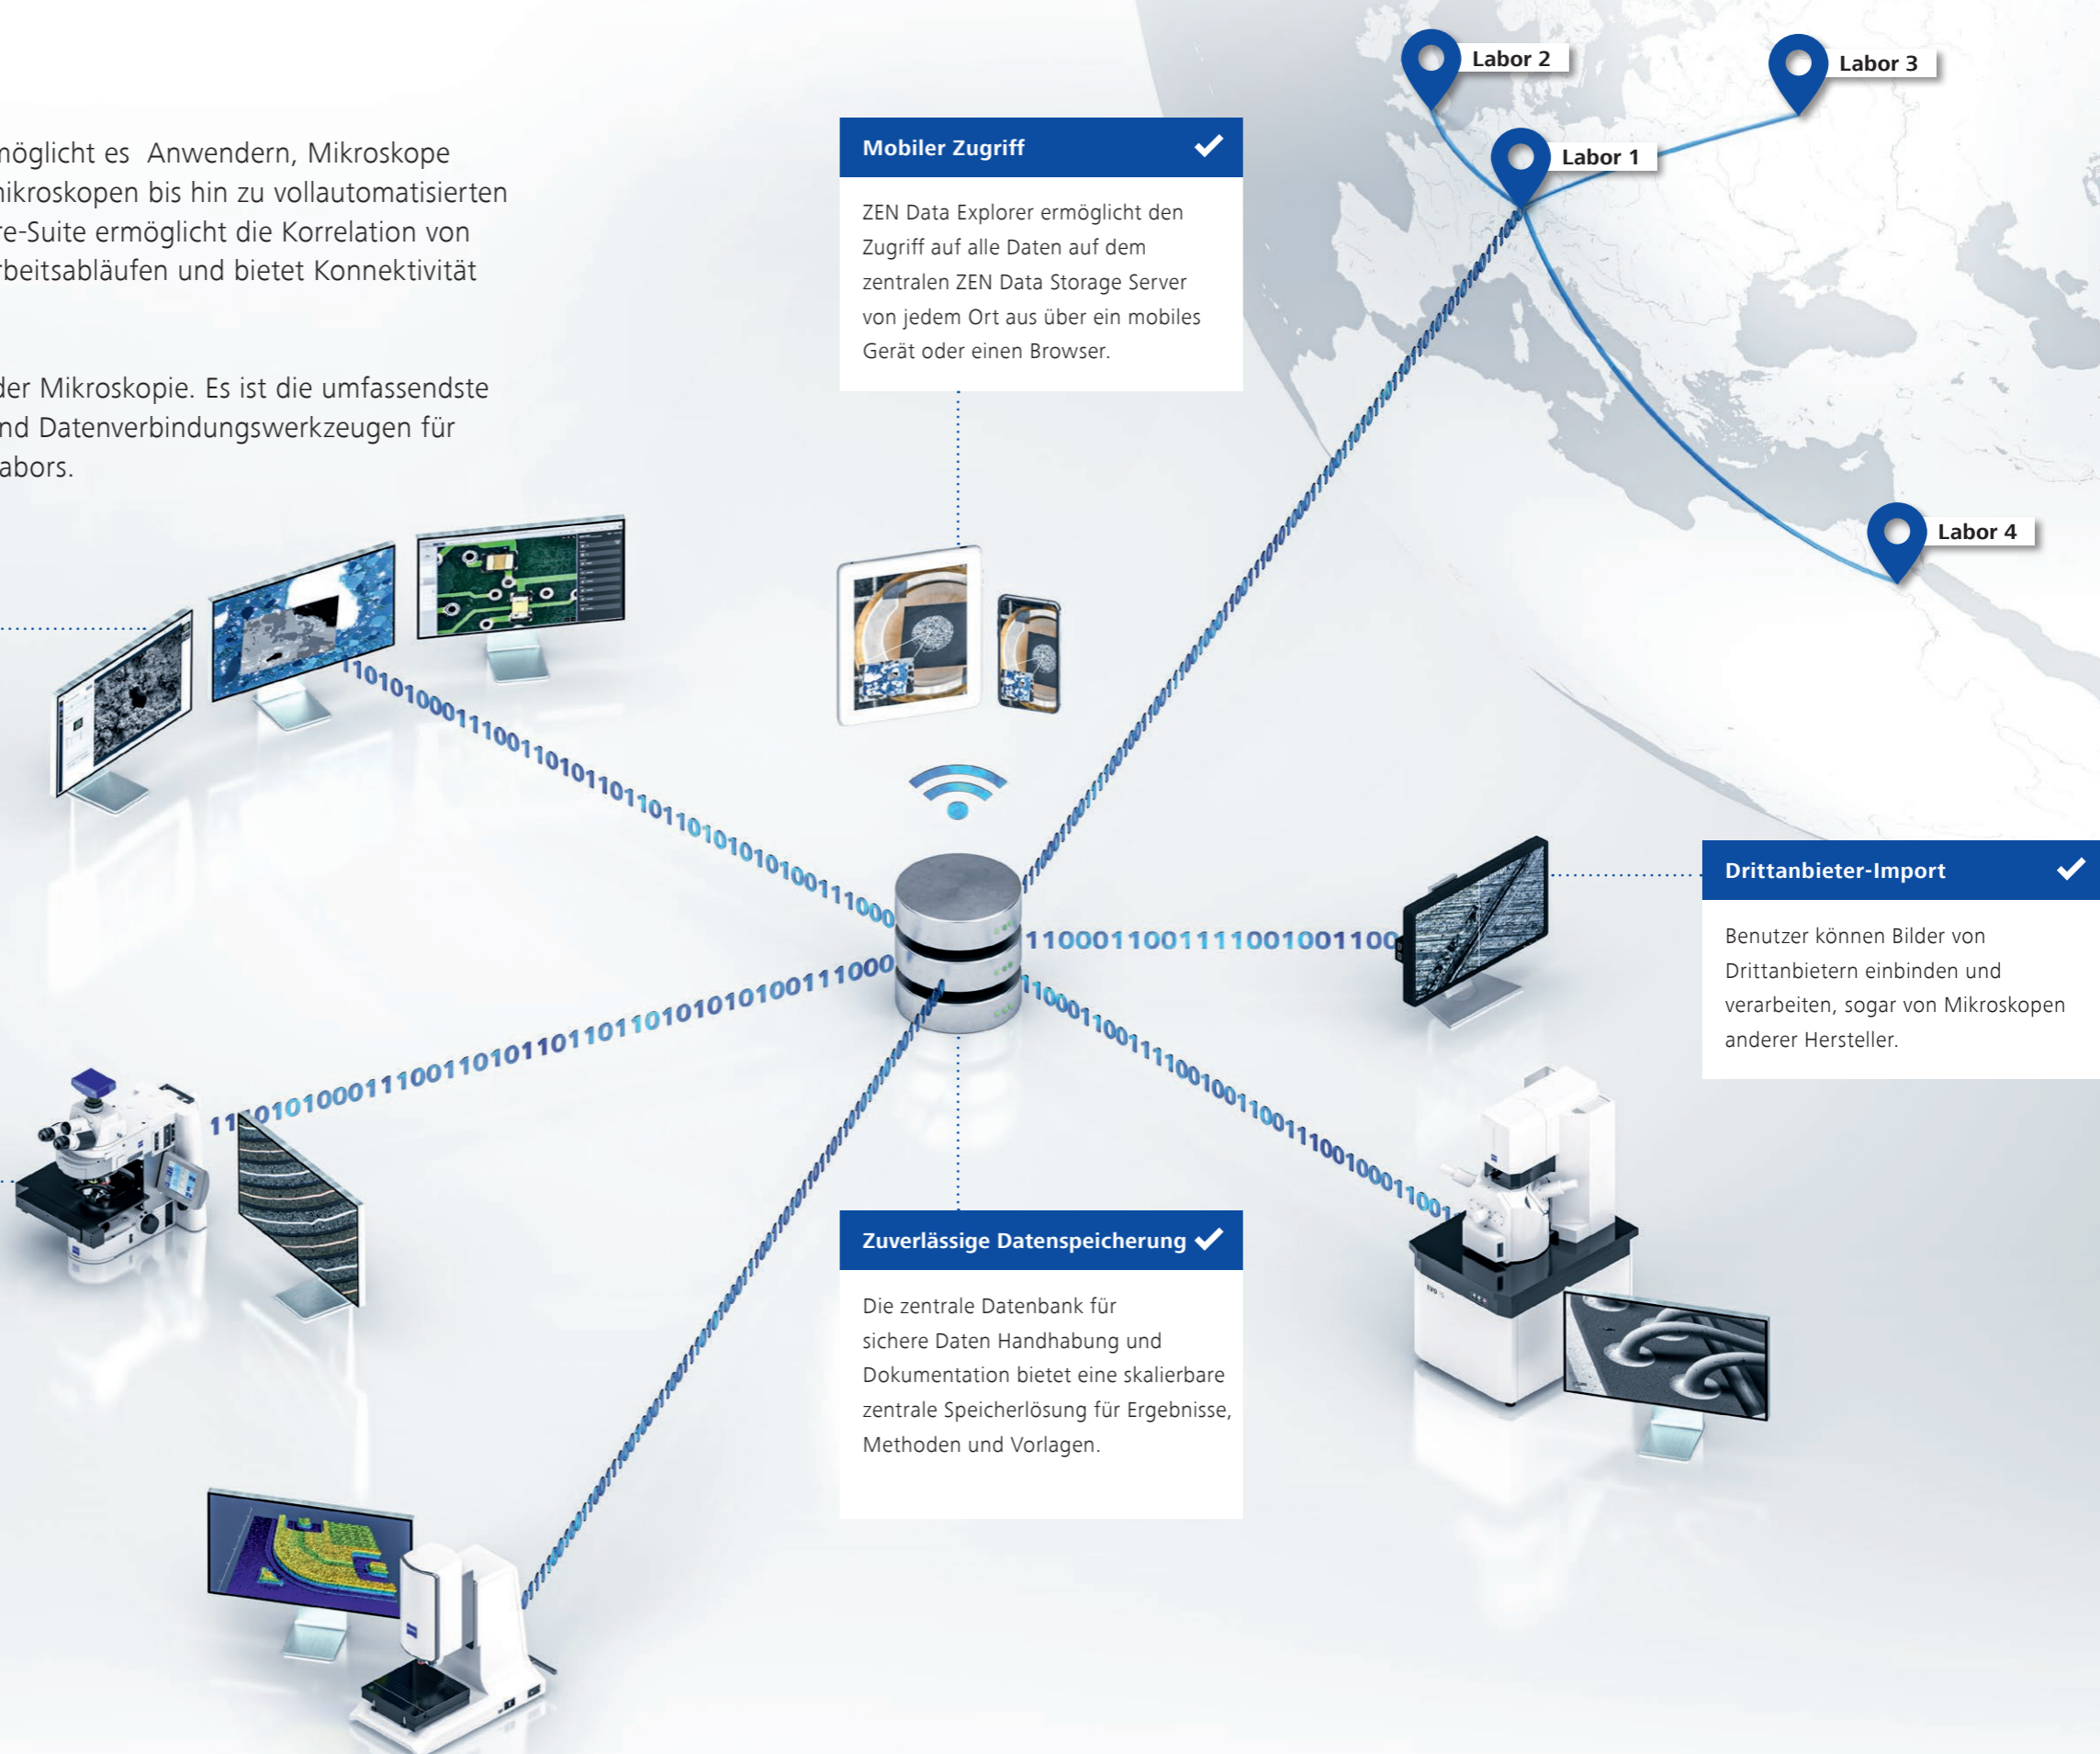 möglicht es Anwendern, Mikroskope
nikroskopen bis hin zu vollautomatisierten
re-Suite ermöglicht die Korrelation von
rbeitsabläufen und bietet Konnektivität
der Mikroskopie. Es ist die umfassendste
nd Datenverbindungswerkzeugen für
abors.
Mobiler Zugriff
ZEN Data Explorer ermöglicht den
Zugriff auf alle Daten auf dem
zentralen ZEN Data Storage Server
von jedem Ort aus über ein mobiles
Gerät oder einen Browser.
Labor 2
Labor 3
Labor 1
Labor 4
Drittanbieter-Import
Benutzer können Bilder von
Drittanbietern einbinden und
verarbeiten, sogar von Mikroskopen
anderer Hersteller.
1100011001111001001100
Zuverlässige Datenspeicherung
Die zentrale Datenbank für
sichere Daten Handhabung und
Dokumentation bietet eine skalierbare
zentrale Speicherlösung für Ergebnisse,
Methoden und Vorlagen.
EVO